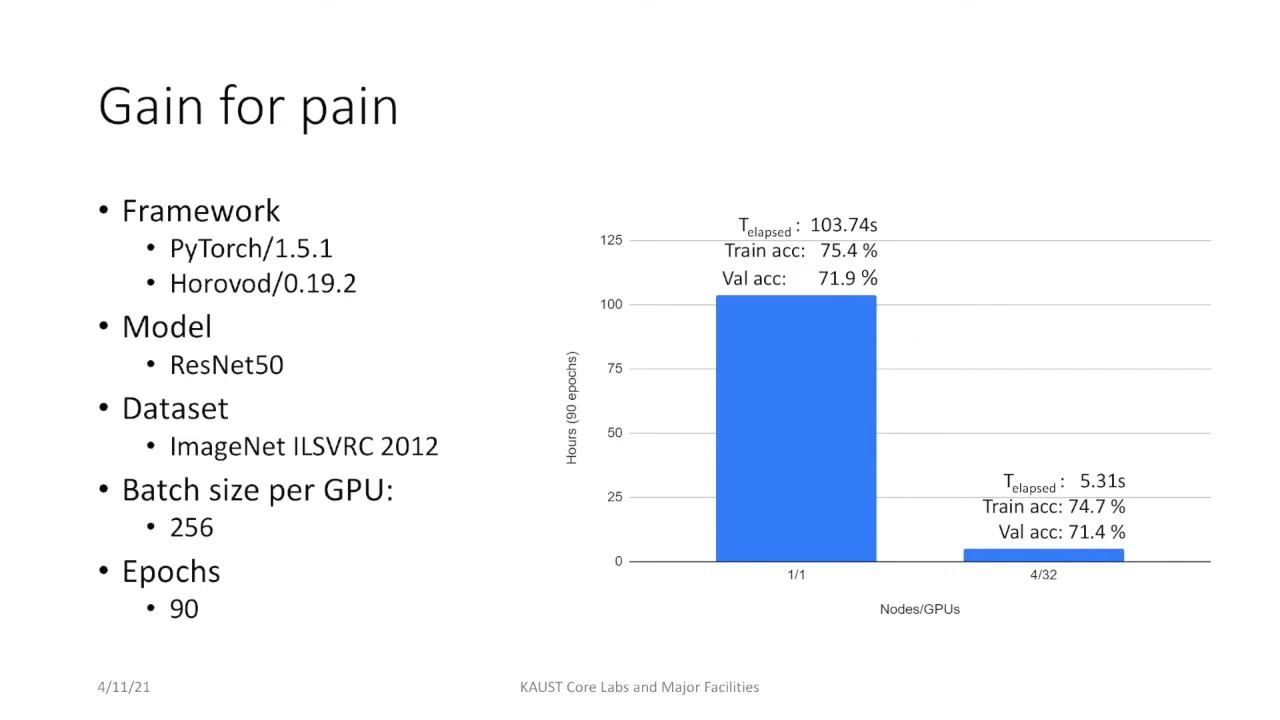 Gain for pain
• Framework
• PyTorch/1.5.1
• Horovod/0.19.2
• Model
• ResNet50
• Dataset
• ImageNet ILSVRC 2012
• Batch size per GPU:
• 256
• Epochs
• 90
Telapsed : 103.74s
Train acc: 75.4 %
Val acc: 71.9 %
Telapsed : 5.31s
Train acc: 74.7 %
Val acc: 71.4 %
125
100
75
50
25
0
Hours (90 epochs)
1/1
4/32
Nodes/GPUs
4/11/21
KAUST Core Labs and Major Facilities